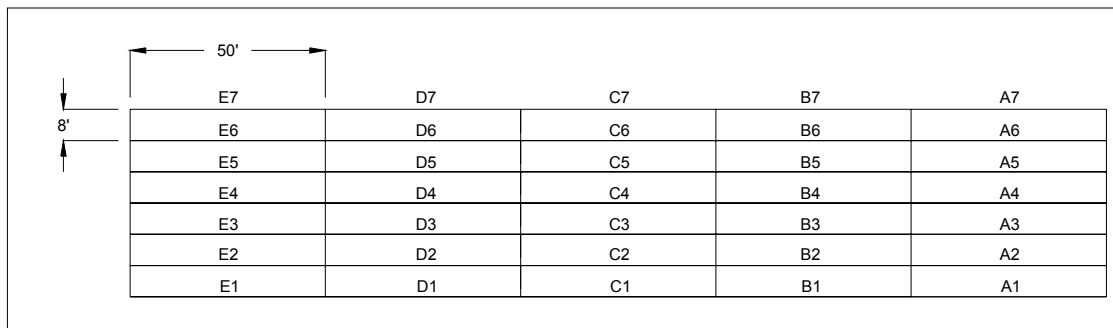 50'
E7 D7 C7 B7 A7
8'
E6 D6 C6 B6 A6
E5 D5 C5 B5 A5
E4 D4 C4 B4 A4
E3 D3 C3 B3 A3
E2 D2 C2 B2 A2
E1 D1 C1 B1 A1